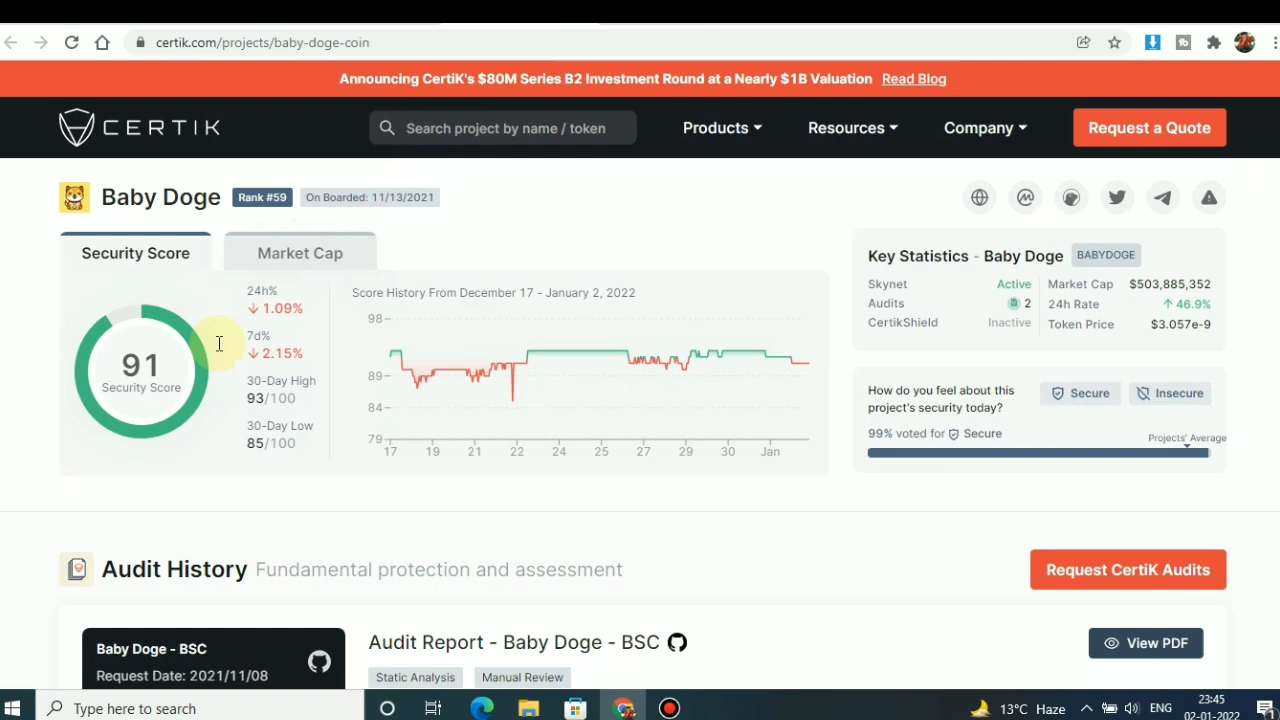 certik.com/projects/baby-doge-coin
Announcing CertiK's $80M Series B2 Investment Round at a Nearly $1B Valuation Read Blog
CERTIK
Search project by name / token
Products
Resources
Company
Request a Quote
Baby Doge
Rank #59
On Boarded: 11/13/2021
Security Score
Market Cap
91
Security Score
24h%
↓ 1.09%
7d%
↓ 2.15%
30-Day High
93/100
30-Day Low
85/100
Score History From December 17 - January 2, 2022
98
89
84
79
17 19 21 22 24 25 27 29 30 Jan
Key Statistics - Baby Doge BABYDOGE
Skynet Active Market Cap $503,885,352
Audits 2 24h Rate ↑ 46.9%
CertikShield Inactive Token Price $3.057e-9
How do you feel about this
project's security today?
Secure
Insecure
99% voted for Secure
Projects' Average
Audit History Fundamental protection and assessment
Request CertiK Audits
Baby Doge - BSC
Request Date: 2021/11/08
Audit Report - Baby Doge - BSC
View PDF
Static Analysis
Manual Review
Type here to search
13°C Haze
ENG
23:45
02-01-2022